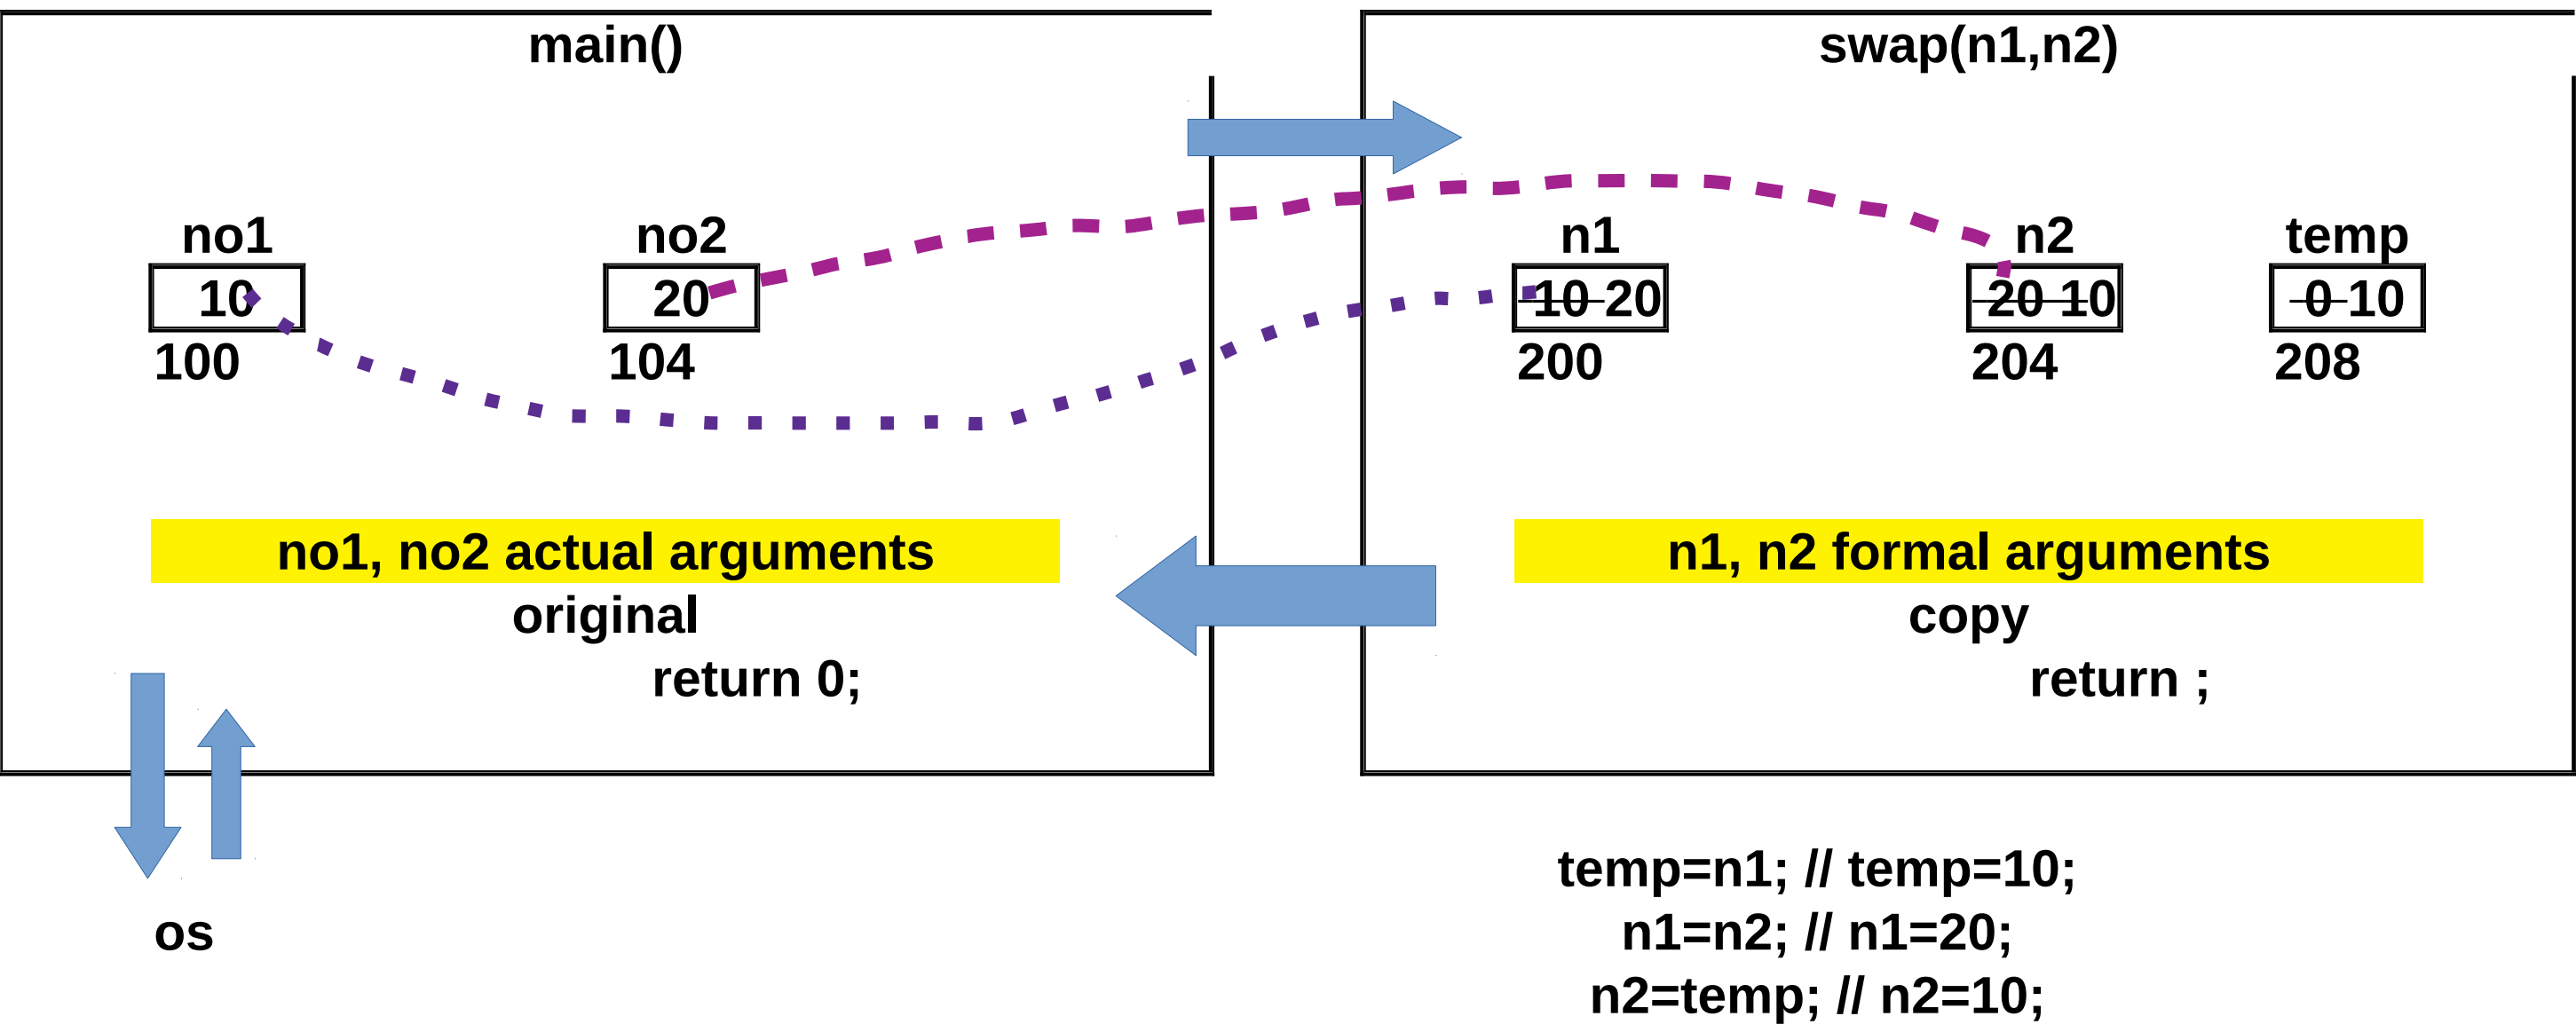 main()
swap(n1,n2)
no1 no2
n1 n2 temp
10 20
10 20 20 10 0 10
100 104
200 204 208
no1, no2 actual arguments
n1, n2 formal arguments
original
copy
return 0;
return ;
os
temp=n1; // temp=10;
n1=n2; // n1=20;
n2=temp; // n2=10;